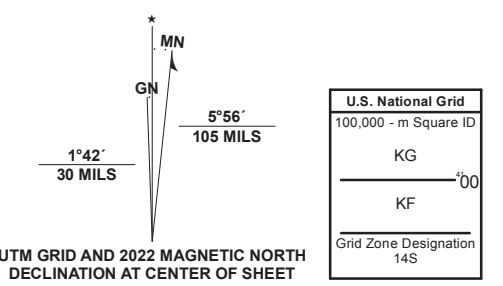 ★
MN
GN
5°56´
105 MILS
1°42´
30 MILS
UTM GRID AND 2022 MAGNETIC NORTH
DECLINATION AT CENTER OF SHEET
U.S. National Grid
100,000 - m Square ID
KG
4100
KF
Grid Zone Designation
14S